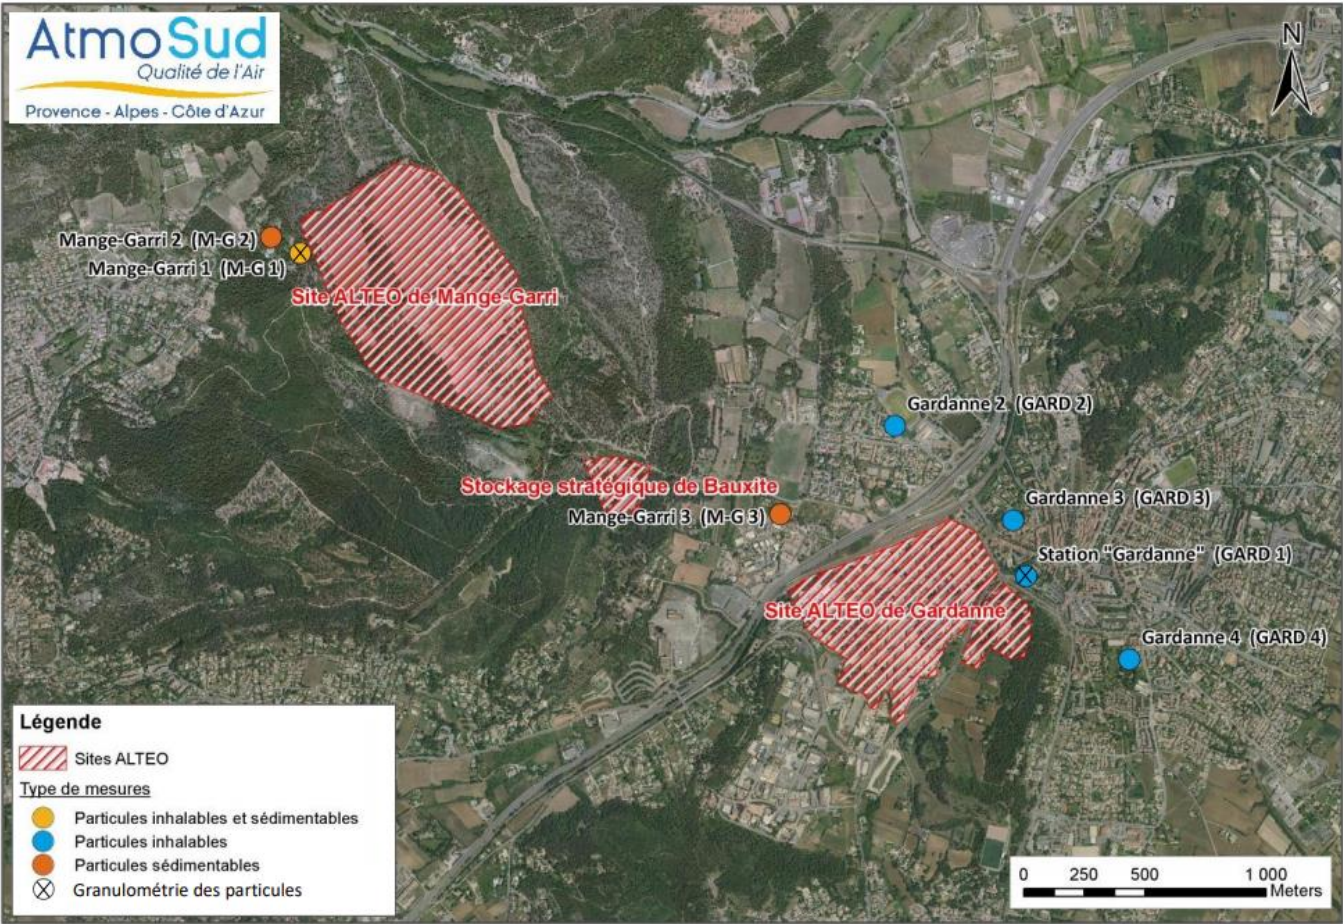 AtmoSud
Qualité de l'Air
Provence - Alpes - Côte d'Azur
N
Mange-Garri 2 (M-G 2)
Mange-Garri 1 (M-G 1)
Site ALTEO de Mange-Garri
Gardanne 2 (GARD 2)
Stockage stratégique de Bauxite
Mange-Garri 3 (M-G 3)
Gardanne 3 (GARD 3)
Station "Gardanne" (GARD 1)
Site ALTEO de Gardanne
Gardanne 4 (GARD 4)
Légende
Sites ALTEO
Type de mesures
Particules inhalables et sédimentables
Particules inhalables
Particules sédimentables
Granulométrie des particules
0 250 500 1 000
Meters